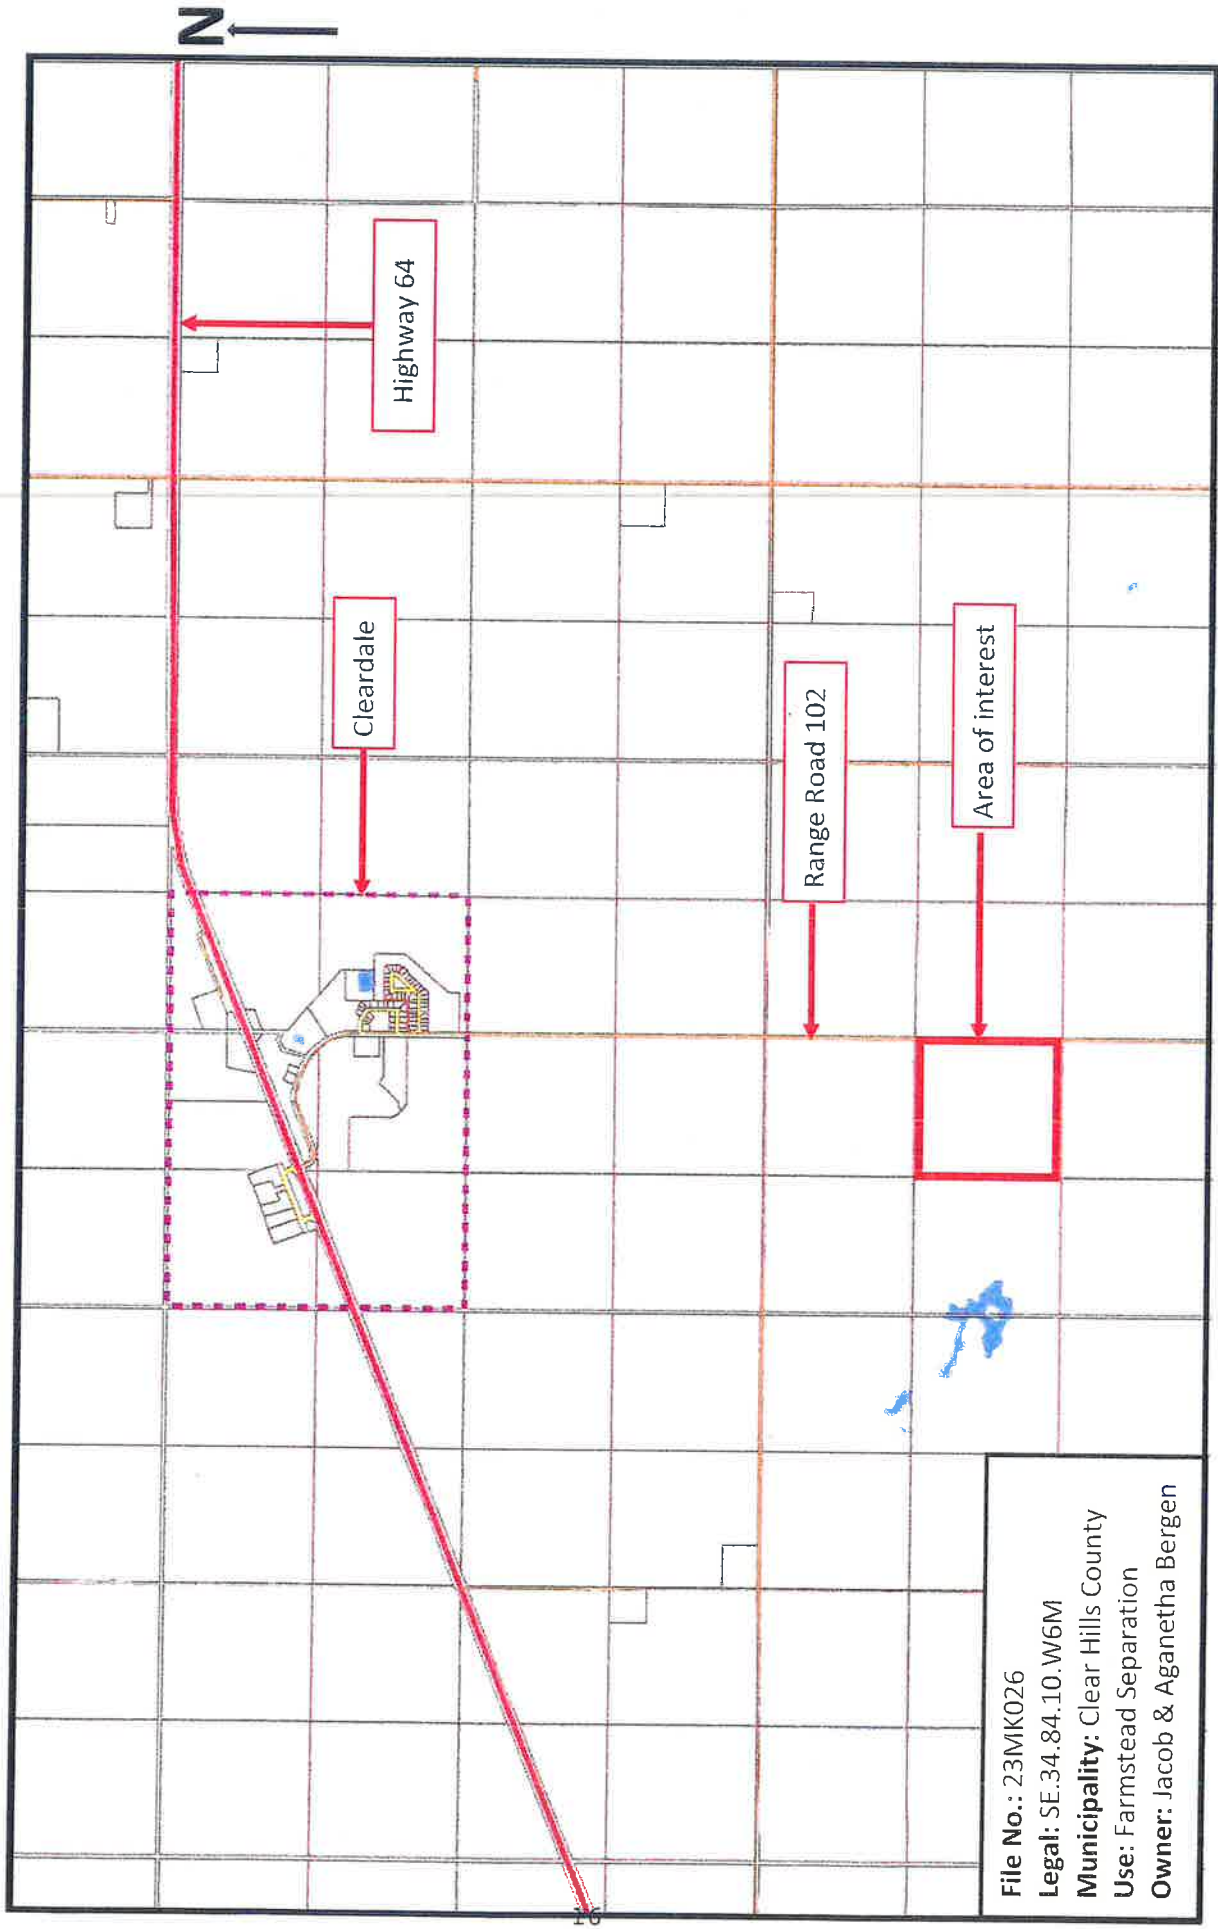 N
Highway 64
Cleardale
Range Road 102
Area of interest
File No.: 23MK026
Legal: SE.34.84.10.W6M
Municipality: Clear Hills County
Use: Farmstead Separation
Owner: Jacob & Aganetha Bergen
16